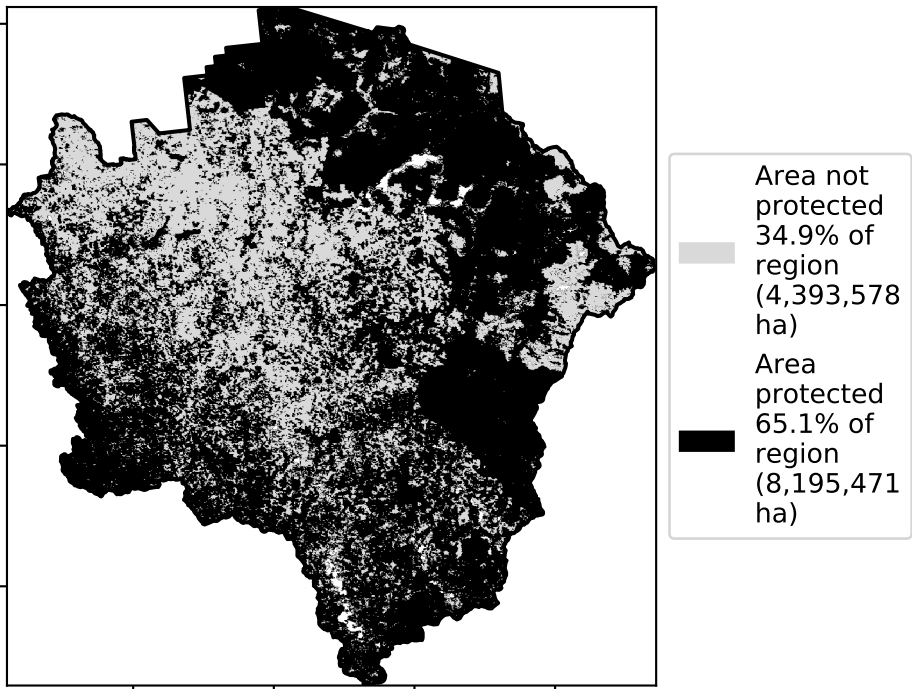 Area not
protected
34.9% of
region
(4,393,578
ha)
Area
protected
65.1% of
region
(8,195,471
ha)